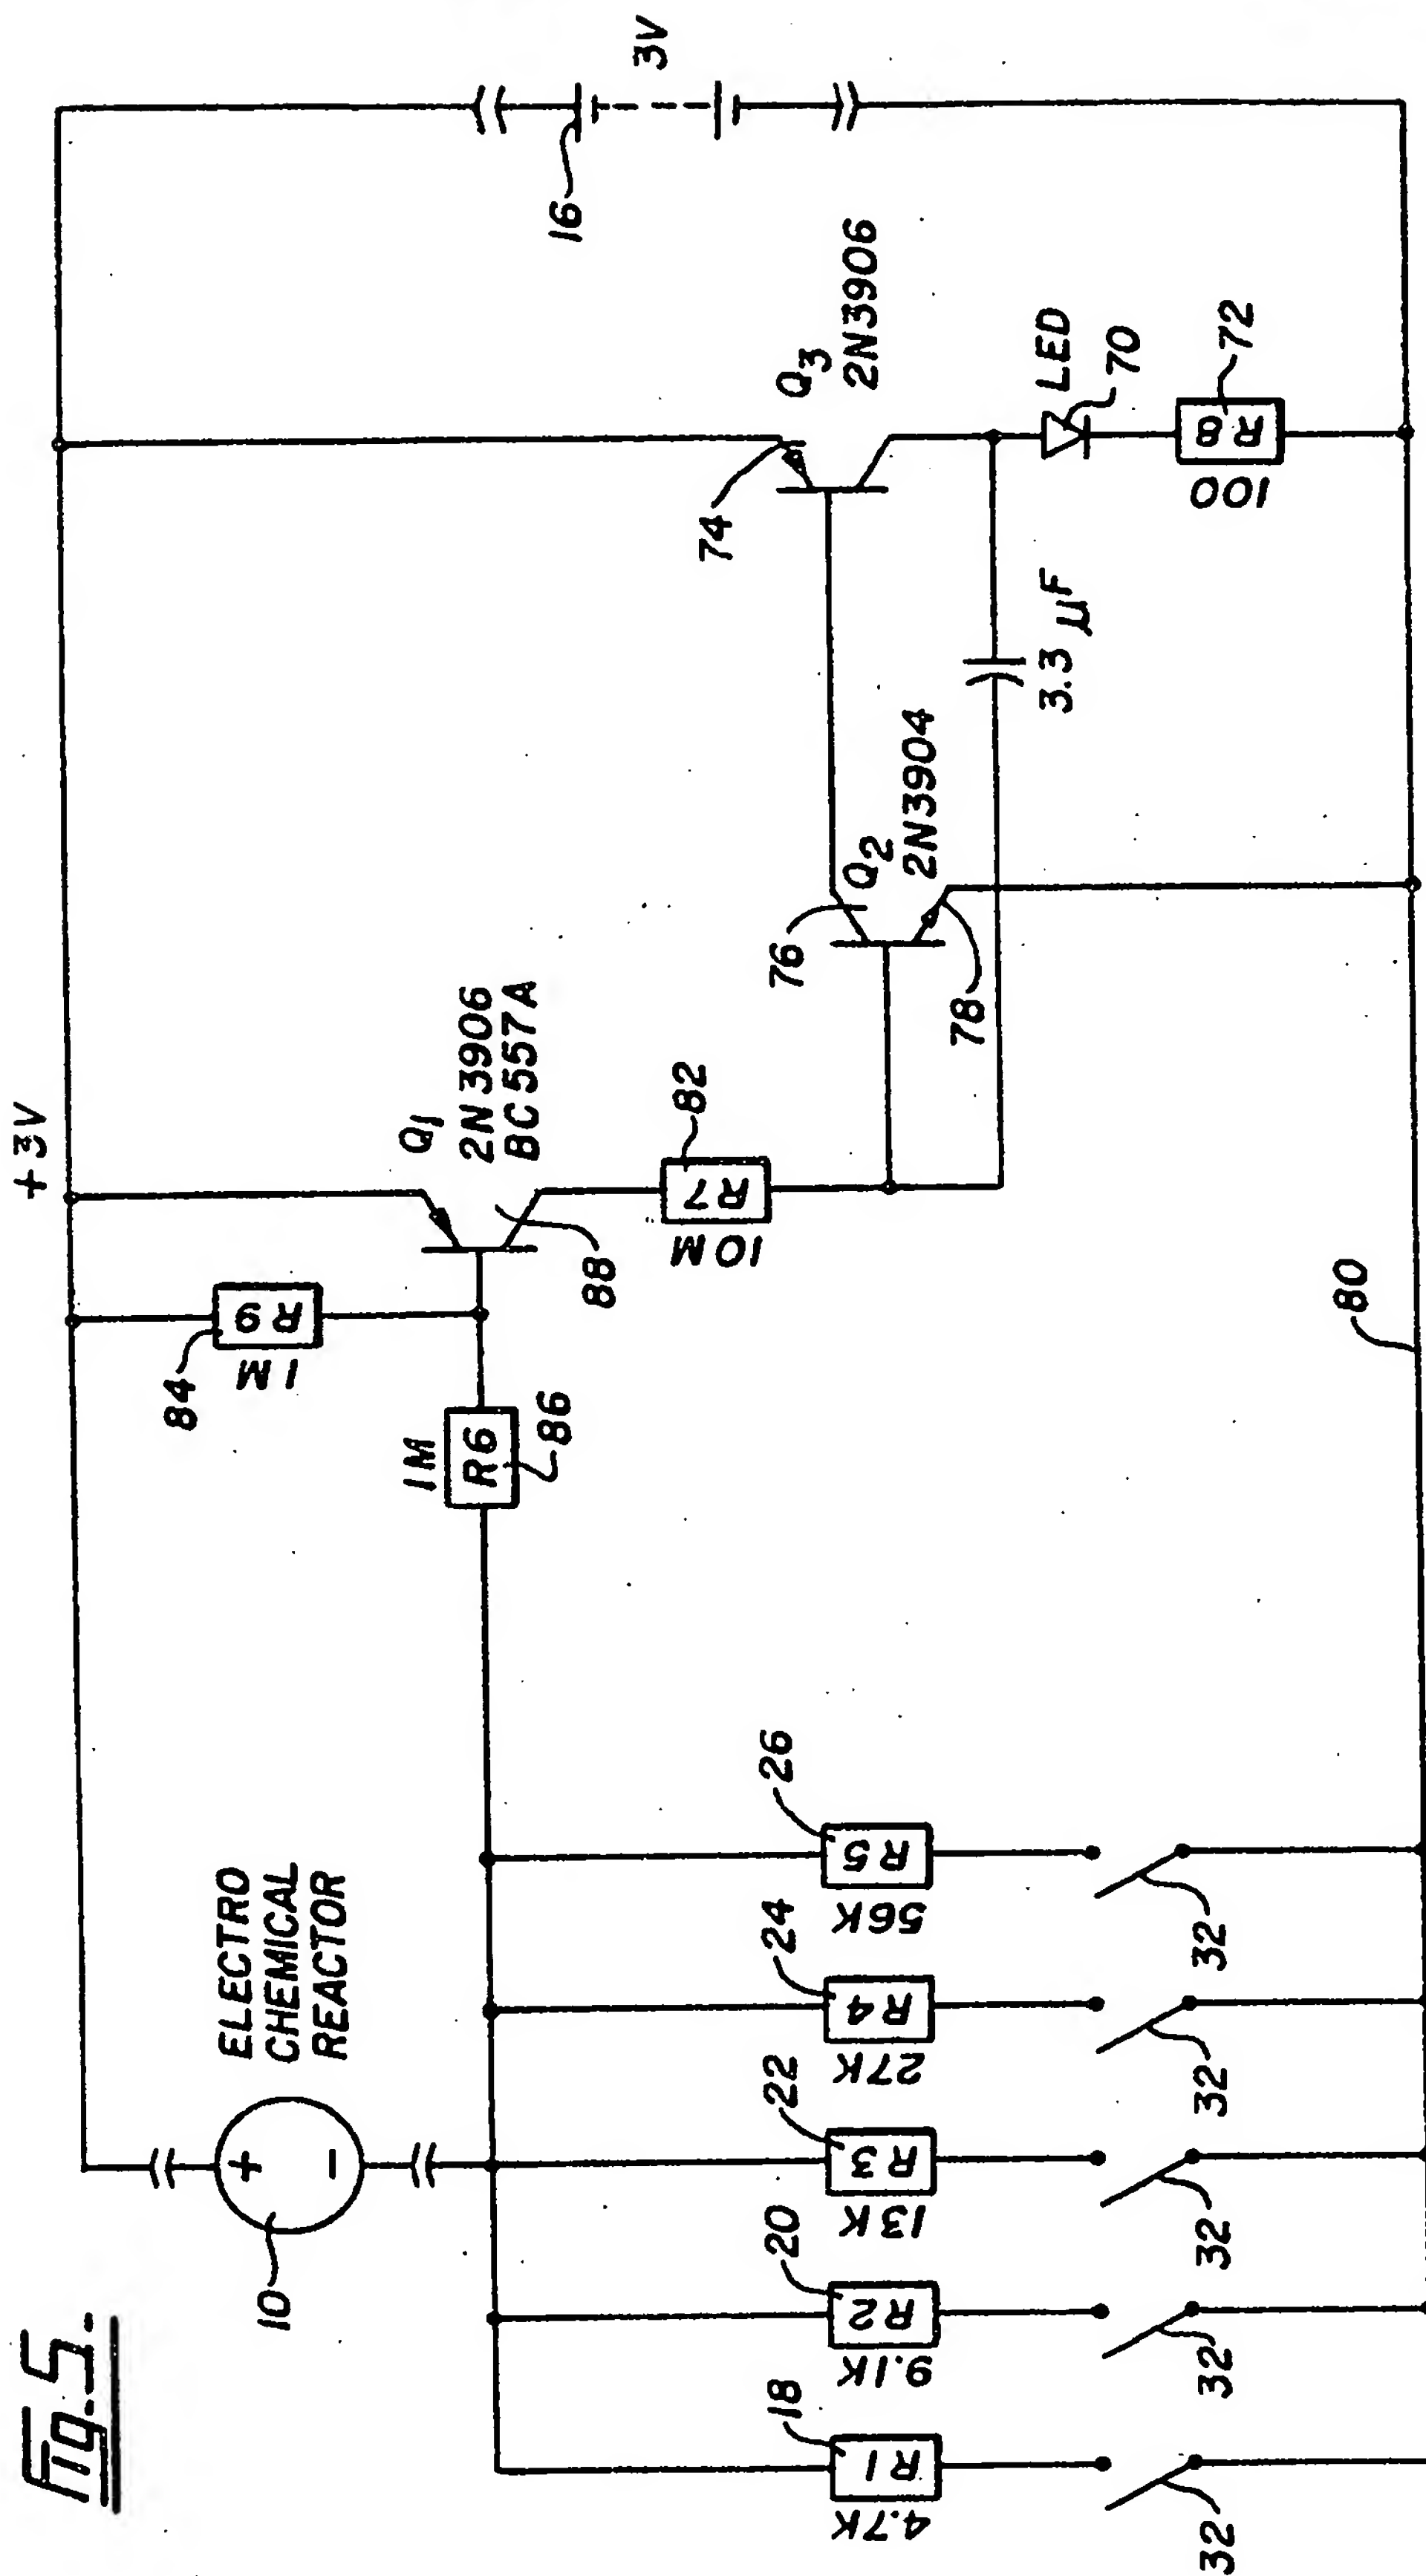 Fig. 5.
+3V
10
+
-
ELECTRO
CHEMICAL
REACTOR
84
R9
1M
1M
R6
86
Q1
2N3906
BC557A
88
R7
10M
82
76
Q2
2N3904
78
74
Q3
2N3906
3.3 µF
LED
70
R8
100
72
16
3V
18
R1
4.7K
20
R2
9.1K
22
R3
13K
24
R4
27K
26
R5
56K
32
32
32
32
32
80